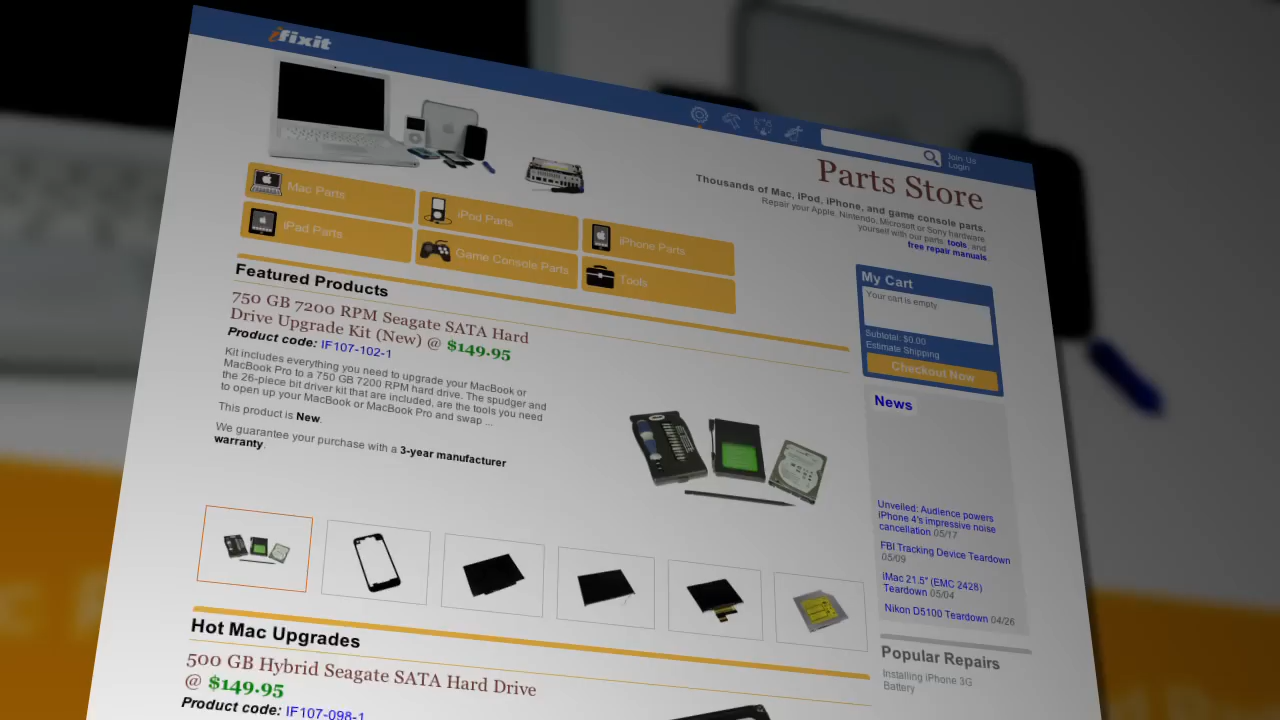 ifixit
Join Us
Login
Parts Store
Thousands of Mac, iPod, iPhone, and game console parts.
Repair your Apple, Nintendo, Microsoft or Sony hardware
yourself with our parts, tools, and
free repair manuals
Mac Parts
iPod Parts
iPhone Parts
iPad Parts
Game Console Parts
Tools
Featured Products
750 GB 7200 RPM Seagate SATA Hard
Drive Upgrade Kit (New) @ $149.95
Product code: IF107-102-1
Kit includes everything you need to upgrade your MacBook or
MacBook Pro to a 750 GB 7200 RPM hard drive. The spudger and
the 26-piece bit driver kit that are included, are the tools you need
to open up your MacBook or MacBook Pro and swap ...
This product is New.
We guarantee your purchase with a 3-year manufacturer
warranty.
My Cart
Your cart is empty.
Subtotal: $0.00
Estimate Shipping
Checkout Now
News
Unveiled: Audience powers
iPhone 4's impressive noise
cancellation 05/17
FBI Tracking Device Teardown
05/09
iMac 21.5" (EMC 2428)
Teardown 05/04
Nikon D5100 Teardown 04/26
Popular Repairs
Installing iPhone 3G
Battery
Hot Mac Upgrades
500 GB Hybrid Seagate SATA Hard Drive
@ $149.95
Product code: IF107-098-1